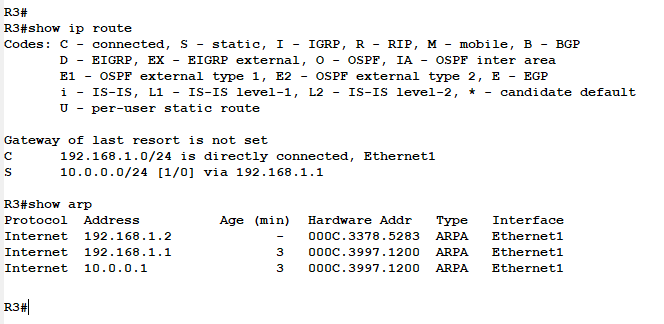 R3#
R3#show ip route
Codes: C - connected, S - static, I - IGRP, R - RIP, M - mobile, B - BGP
       D - EIGRP, EX - EIGRP external, O - OSPF, IA - OSPF inter area
       E1 - OSPF external type 1, E2 - OSPF external type 2, E - EGP
       i - IS-IS, L1 - IS-IS level-1, L2 - IS-IS level-2, * - candidate default
       U - per-user static route
Gateway of last resort is not set
C      192.168.1.0/24 is directly connected, Ethernet1
S      10.0.0.0/24 [1/0] via 192.168.1.1
R3#show arp
Protocol  Address          Age (min)  Hardware Addr   Type   Interface
Internet  192.168.1.2             -  000C.3378.5283  ARPA   Ethernet1
Internet  192.168.1.1             3  000C.3997.1200  ARPA   Ethernet1
Internet  10.0.0.1                3  000C.3997.1200  ARPA   Ethernet1
R3#